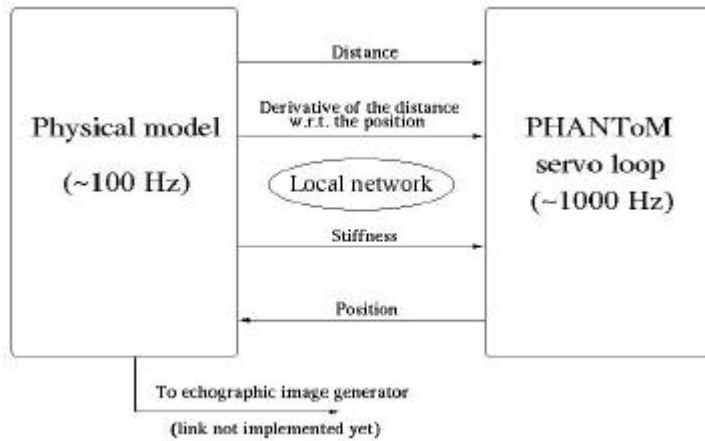 Distance
Derivative of the distance
w.r.t. the position
Physical model
(~100 Hz)
PHANToM
servo loop
(~1000 Hz)
Local network
Stiffness
Position
To echographic image generator
(link not implemented yet)